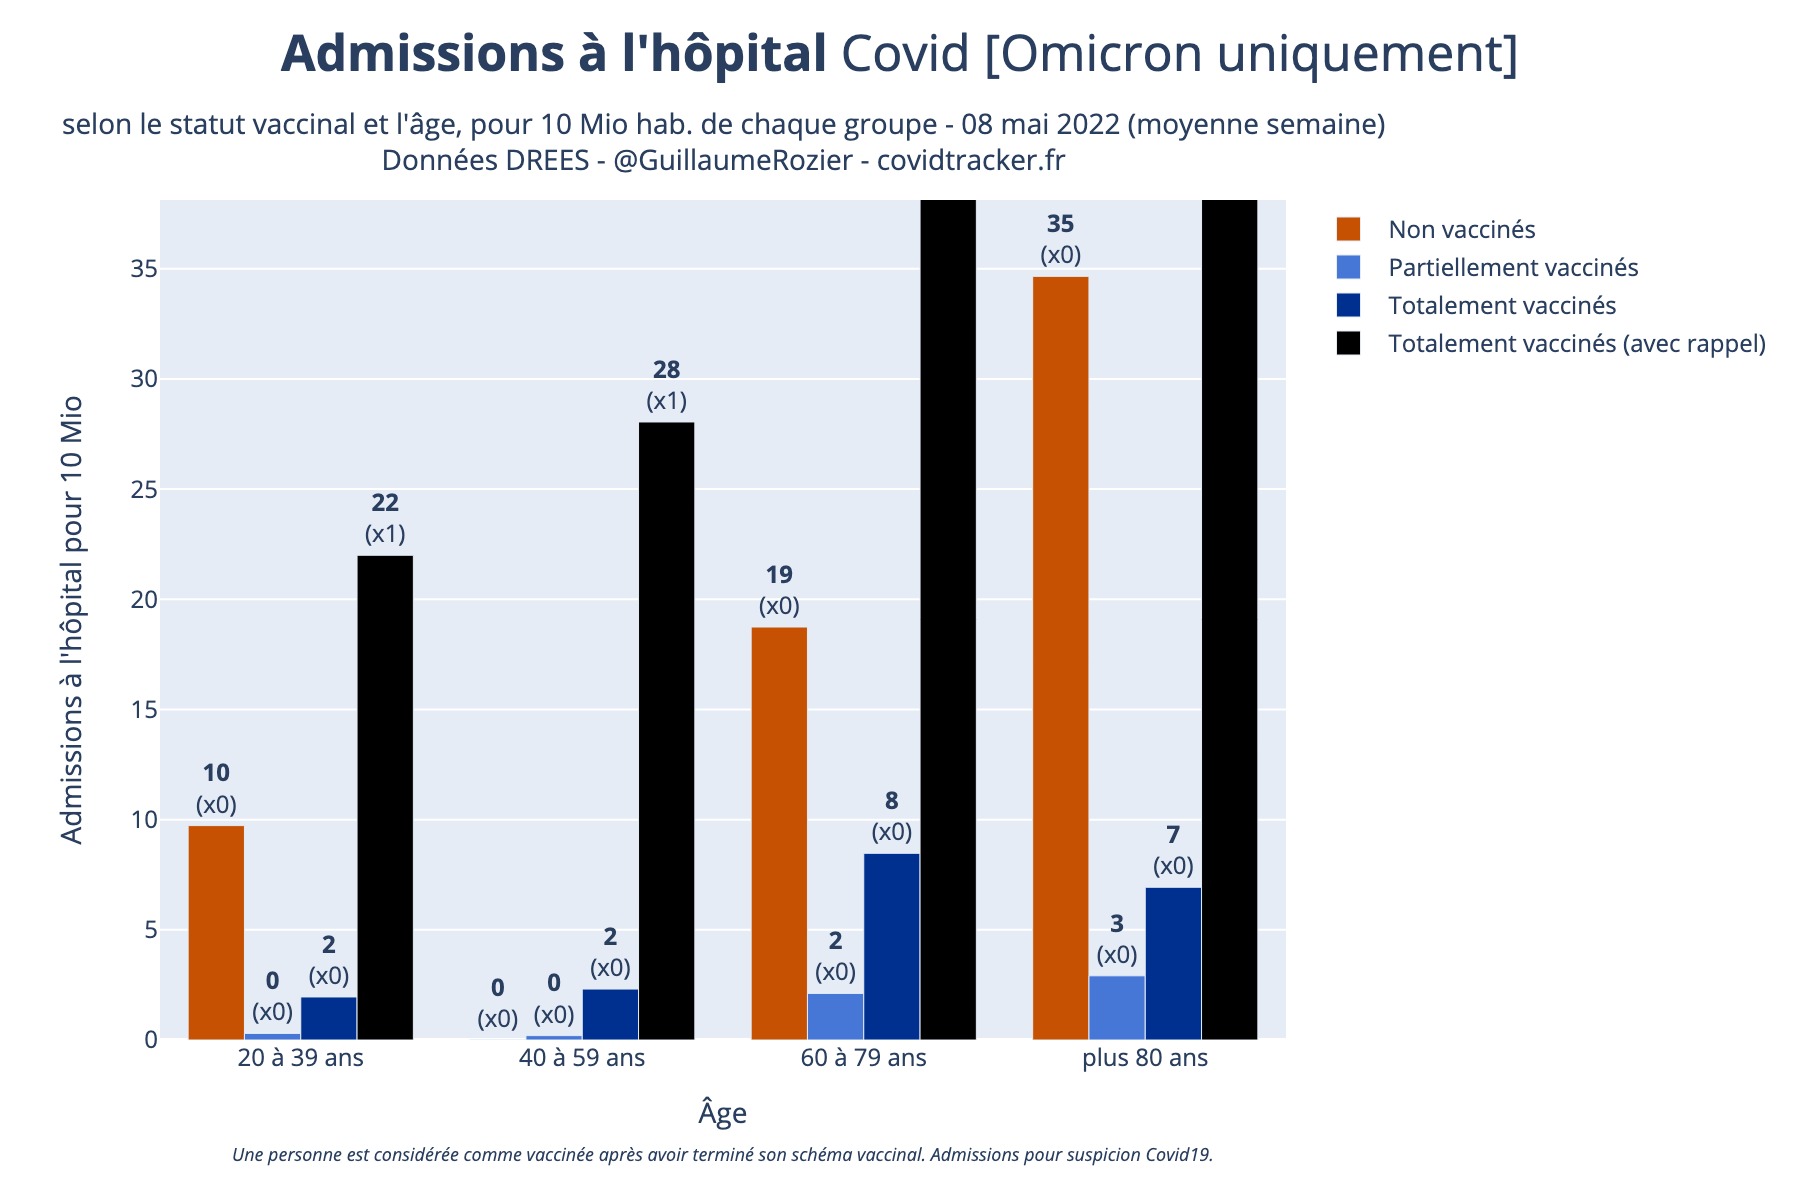 Admissions à l'hôpital Covid [Omicron uniquement]
selon le statut vaccinal et l'âge, pour 10 Mio hab. de chaque groupe - 08 mai 2022 (moyenne semaine)
Données DREES - @GuillaumeRozier - covidtracker.fr
Non vaccinés
Partiellement vaccinés
Totalement vaccinés
Totalement vaccinés (avec rappel)
Admissions à l'hôpital pour 10 Mio
35
30
25
20
15
10
5
0
10
(x0)
0
(x0)
2
(x0)
22
(x1)
0
(x0)
0
(x0)
2
(x0)
28
(x1)
19
(x0)
2
(x0)
8
(x0)
35
(x0)
3
(x0)
7
(x0)
20 à 39 ans
40 à 59 ans
60 à 79 ans
plus 80 ans
Âge
Une personne est considérée comme vaccinée après avoir terminé son schéma vaccinal. Admissions pour suspicion Covid19.